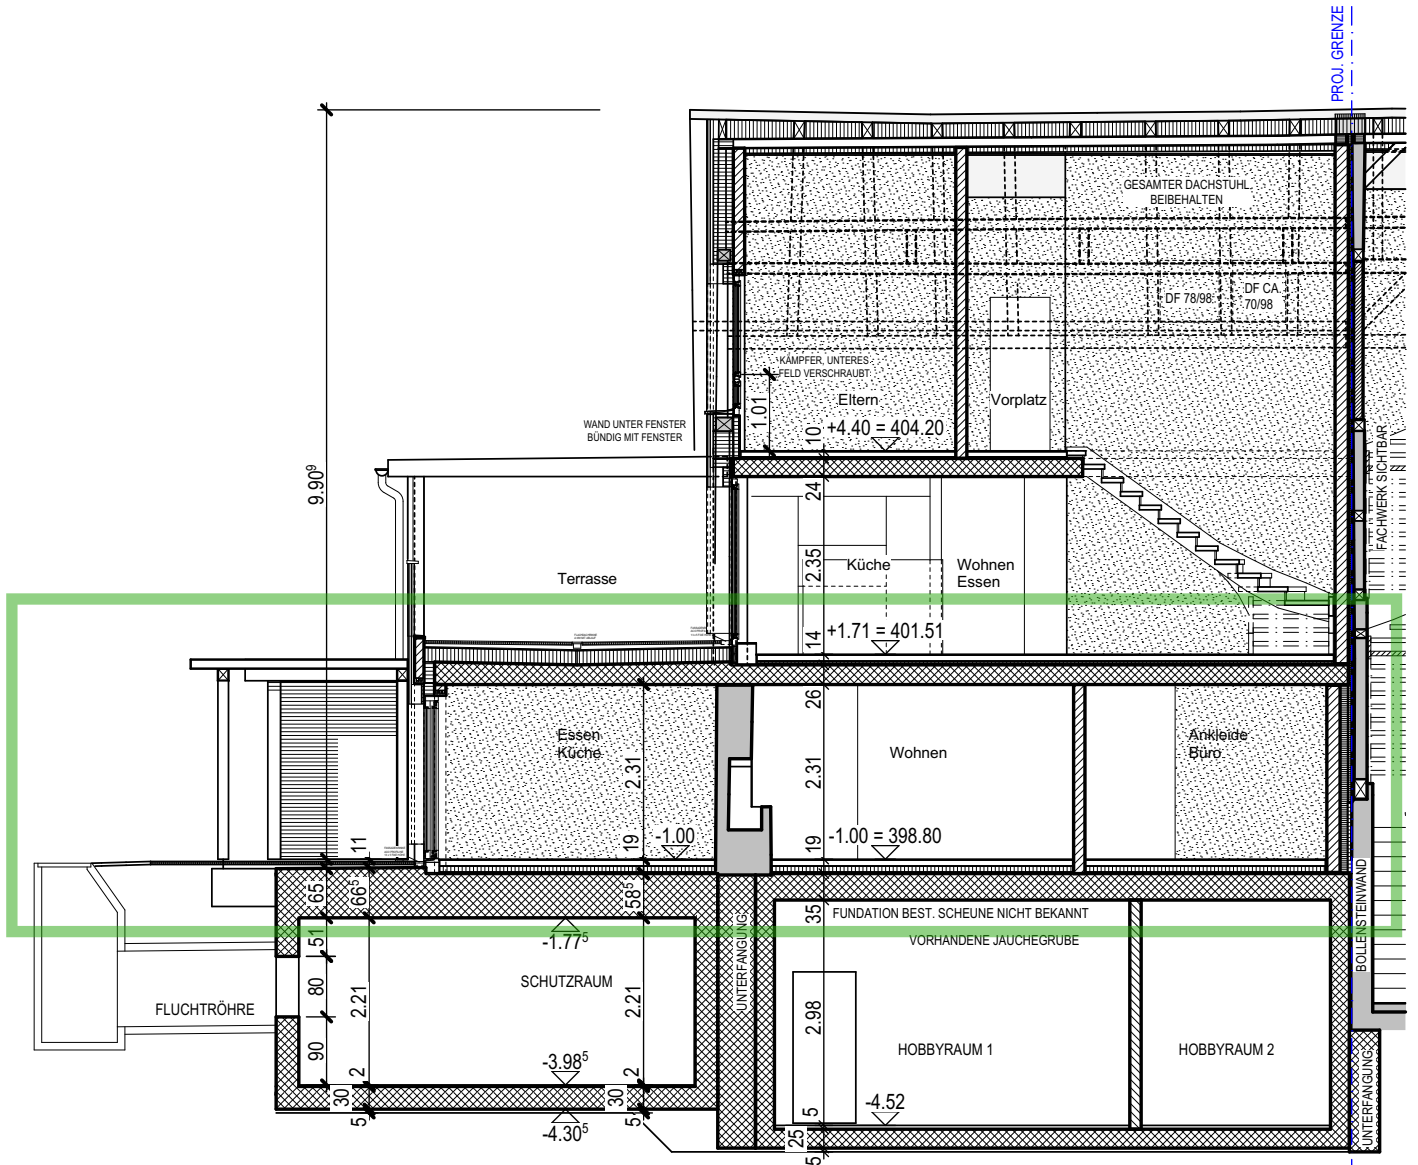 PROJ. GRENZE
GESAMTER DACHSTUHL
BEIBEHALTEN
DF 78/98
DF CA.
70/98
KÄMPFER, UNTERES
FELD VERSCHRAUBT
1.01
Eltern
Vorplatz
+4.40 = 404.20
10
WAND UNTER FENSTER
BÜNDIG MIT FENSTER
9.90⁹
24
FACHWERK SICHTBAR
2.35
Küche
Wohnen
Essen
Terrasse
14
+1.71 = 401.51
26
Essen
Küche
2.31
2.31
Wohnen
Ankleide
Büro
11
19
-1.00
19
-1.00 = 398.80
65
66⁵
58⁵
35
FUNDATION BEST. SCHEUNE NICHT BEKANNT
VORHANDENE JAUCHEGRUBE
BOLLENSTEINWAND
51
-1.77⁵
UNTERFANGUNG
SCHUTZRAUM
FLUCHTRÖHRE
80
2.21
2.21
2.98
90
HOBBYRAUM 1
HOBBYRAUM 2
-3.98⁵
2
2
30
30
5
5
-4.30⁵
-4.52
5
25
5
UNTERFANGUNG